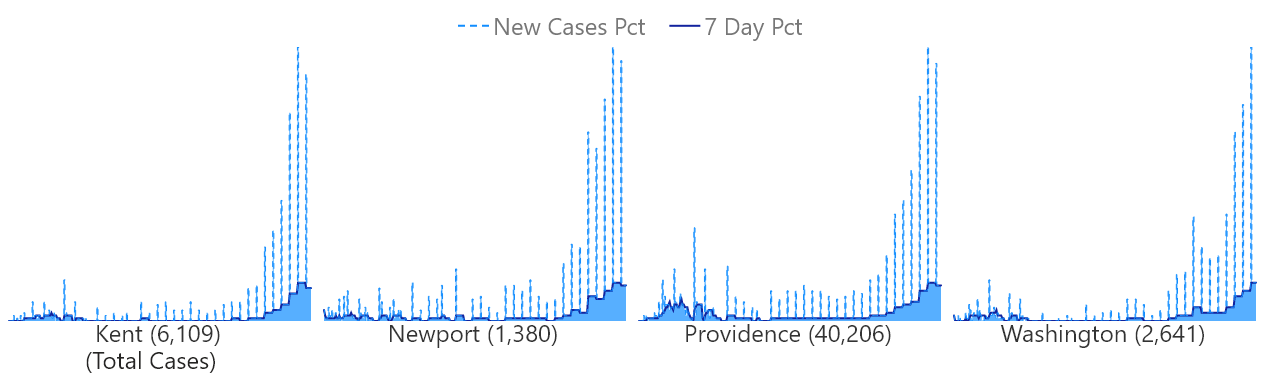 New Cases Pct 7 Day Pct
Kent (6,109) Newport (1,380) Providence (40,206) Washington (2,641)
(Total Cases)